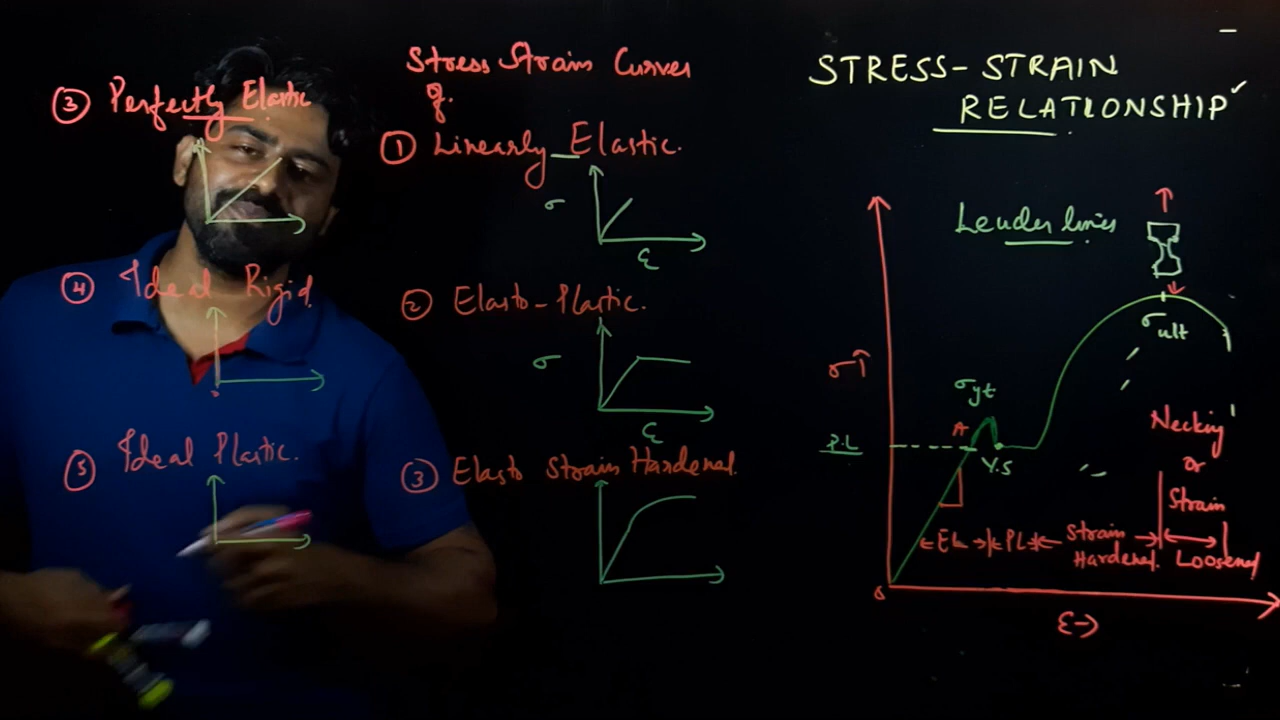 ③ Perfectly Elastic
④ Ideal Rigid
⑤ Ideal Plastic.
Stress Strain Curves
of.
① Linearly Elastic.
σ
ε
② Elasto-Plastic.
σ
ε
③ Elasto Strain Hardened.
STRESS-STRAIN
RELATIONSHIP
Leuder lines
σult
σ↑
σyt
A
P.L
Y.S
Necking
or
Strain
Loosened
EL
PL
Strain
Hardened.
0
ε→